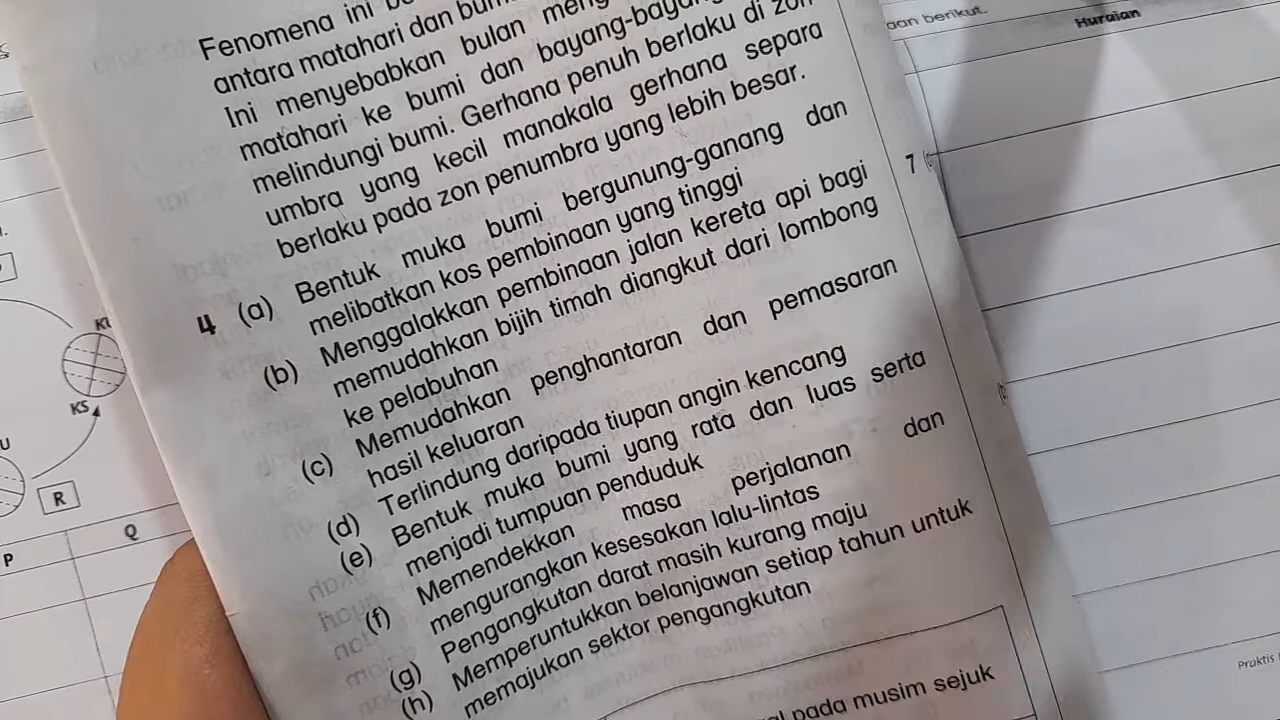 Fenomena ini
antara matahari dan
Ini menyebabkan bulan
matahari ke bumi dan
melindungi bumi. Gerhana penuh berlaku di zon
umbra yang kecil manakala gerhana separa
berlaku pada zon penumbra yang lebih besar.
4 (a) Bentuk muka bumi bergunung-ganang dan
melibatkan kos pembinaan yang tinggi
(b) Menggalakkan pembinaan jalan kereta api bagi
memudahkan bijih timah diangkut dari lombong
ke pelabuhan
(c) Memudahkan penghantaran dan pemasaran
hasil keluaran
(d) Terlindung daripada tiupan angin kencang
(e) Bentuk muka bumi yang rata dan luas serta
menjadi tumpuan penduduk
(f) Memendekkan masa perjalanan dan
mengurangkan kesesakan lalu-lintas
(g) Pengangkutan darat masih kurang maju
(h) Memperuntukkan belanjawan setiap tahun untuk
memajukan sektor pengangkutan
pada musim sejuk
KS
U
R
P
Q
berikut.
Huraian
7
Praktis